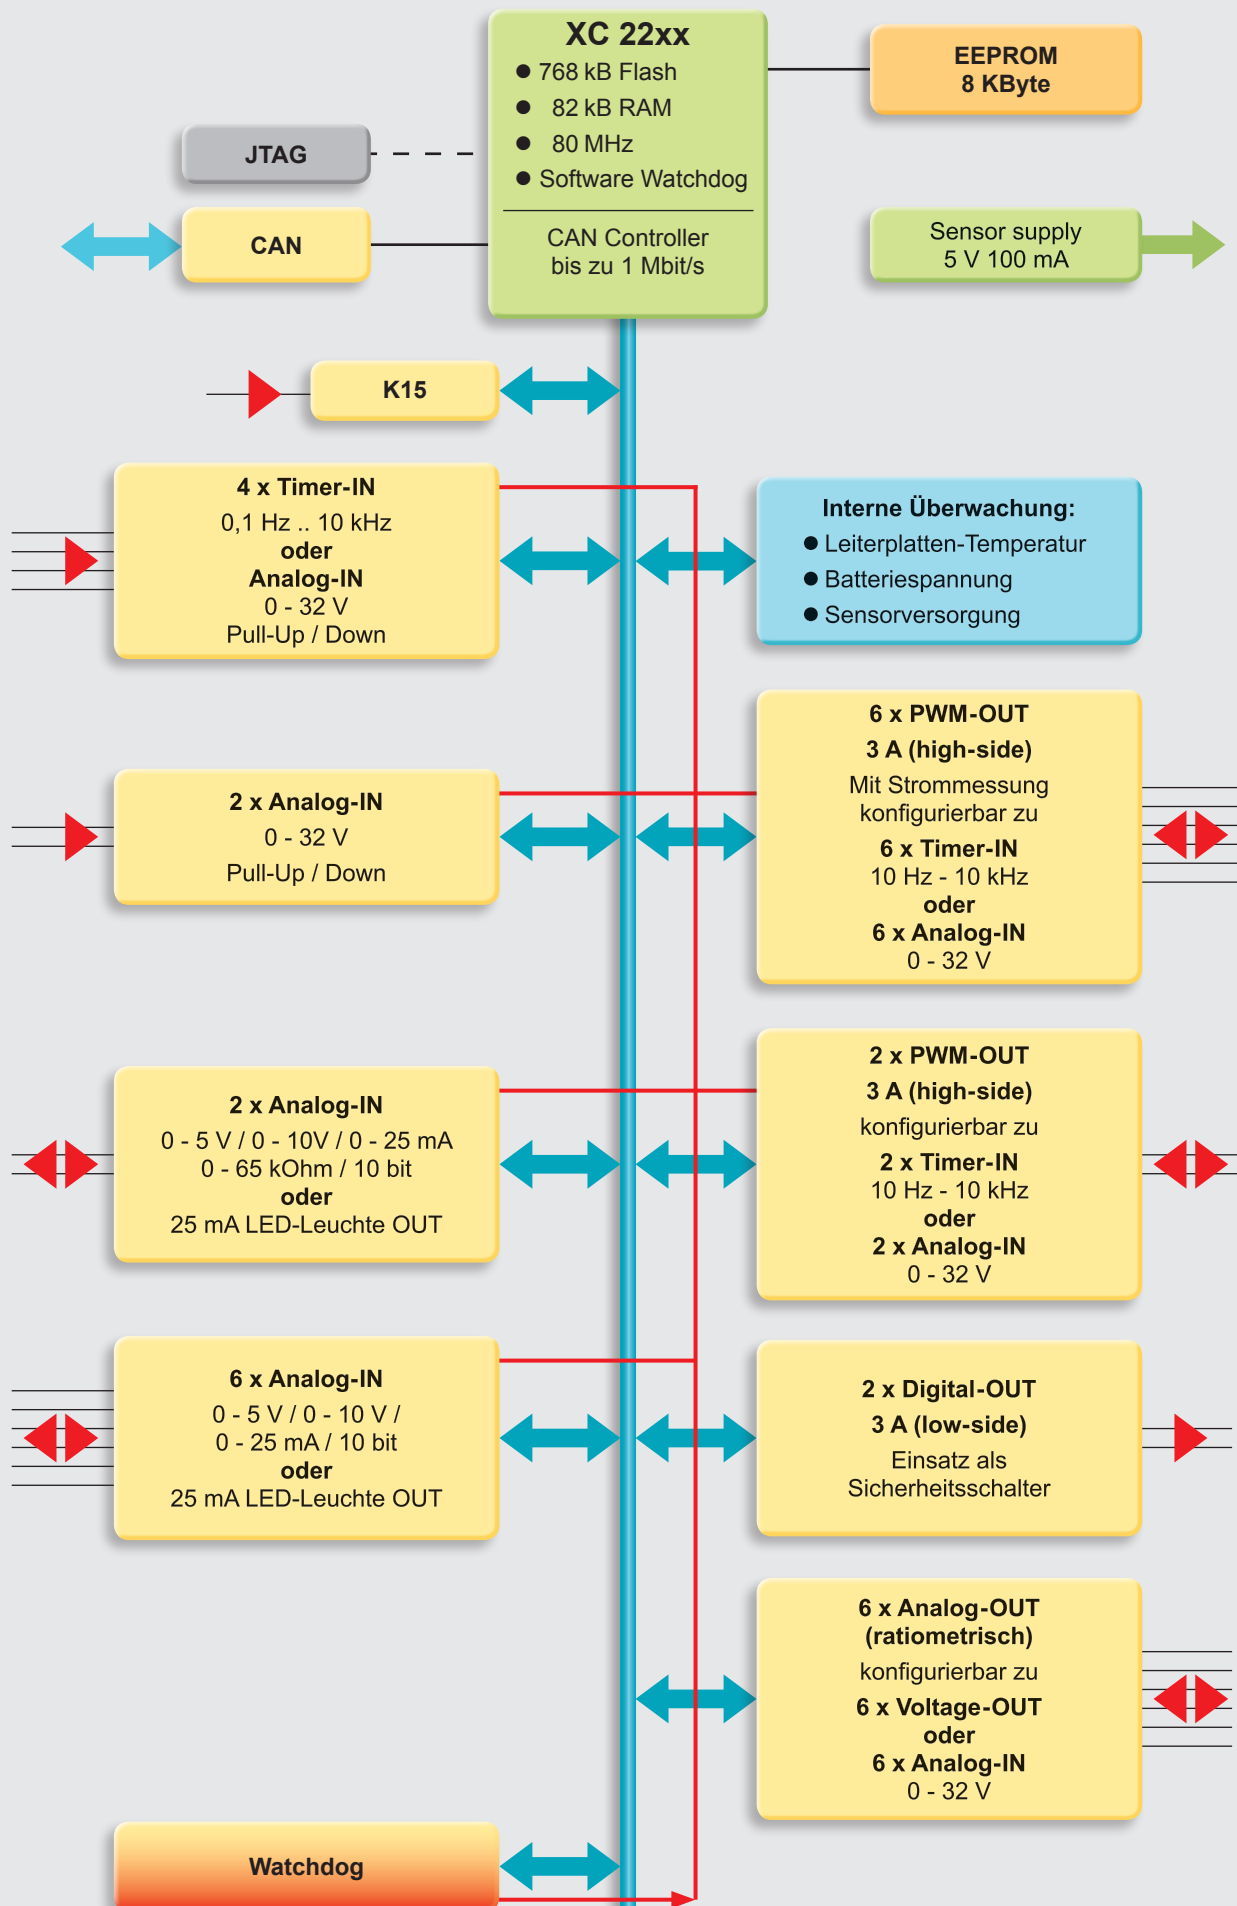 XC 22xx
768 kB Flash
82 kB RAM
80 MHz
Software Watchdog
CAN Controller
bis zu 1 Mbit/s
EEPROM
8 KByte
JTAG
CAN
Sensor supply
5 V 100 mA
K15
4 x Timer-IN
0,1 Hz .. 10 kHz
oder
Analog-IN
0 - 32 V
Pull-Up / Down
Interne Überwachung:
Leiterplatten-Temperatur
Batteriespannung
Sensorversorgung
2 x Analog-IN
0 - 32 V
Pull-Up / Down
6 x PWM-OUT
3 A (high-side)
Mit Strommessung
konfigurierbar zu
6 x Timer-IN
10 Hz - 10 kHz
oder
6 x Analog-IN
0 - 32 V
2 x Analog-IN
0 - 5 V / 0 - 10V / 0 - 25 mA
0 - 65 kOhm / 10 bit
oder
25 mA LED-Leuchte OUT
2 x PWM-OUT
3 A (high-side)
konfigurierbar zu
2 x Timer-IN
10 Hz - 10 kHz
oder
2 x Analog-IN
0 - 32 V
6 x Analog-IN
0 - 5 V / 0 - 10 V /
0 - 25 mA / 10 bit
oder
25 mA LED-Leuchte OUT
2 x Digital-OUT
3 A (low-side)
Einsatz als
Sicherheitsschalter
6 x Analog-OUT
(ratiometrisch)
konfigurierbar zu
6 x Voltage-OUT
oder
6 x Analog-IN
0 - 32 V
Watchdog